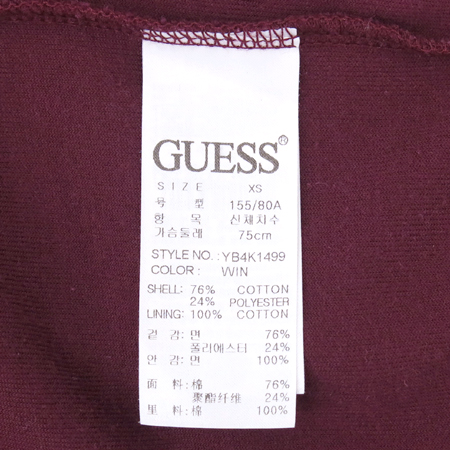 GUESS®
SIZE XS
号 型 155/80A
항 목 신체치수
가슴둘레 75cm
STYLE NO.: YB4K1499
COLOR: WIN
SHELL: 76% COTTON
24% POLYESTER
LINING: 100% COTTON
겉 감: 면 76%
폴리에스터 24%
안 감: 면 100%
面 料: 棉 76%
聚酯纤维 24%
里 料: 棉 100%